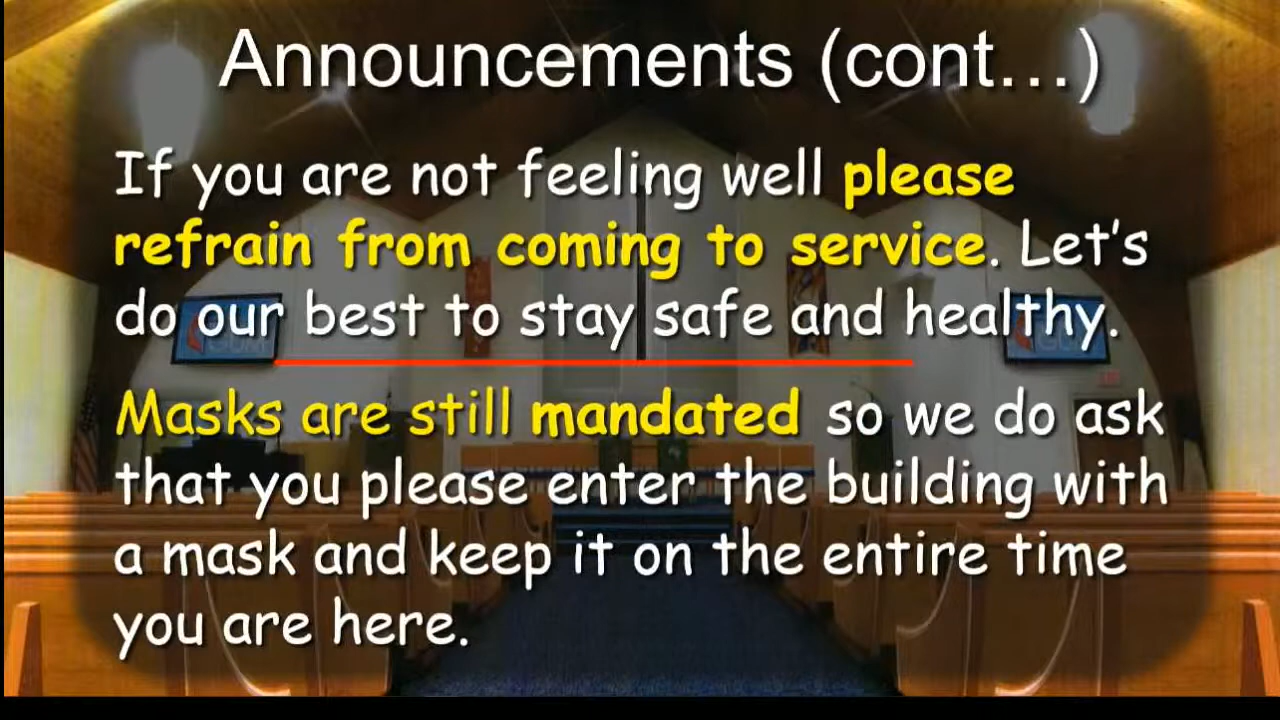 Announcements (cont...)
If you are not feeling well please
refrain from coming to service. Let's
do our best to stay safe and healthy.
Masks are still mandated so we do ask
that you please enter the building with
a mask and keep it on the entire time
you are here.